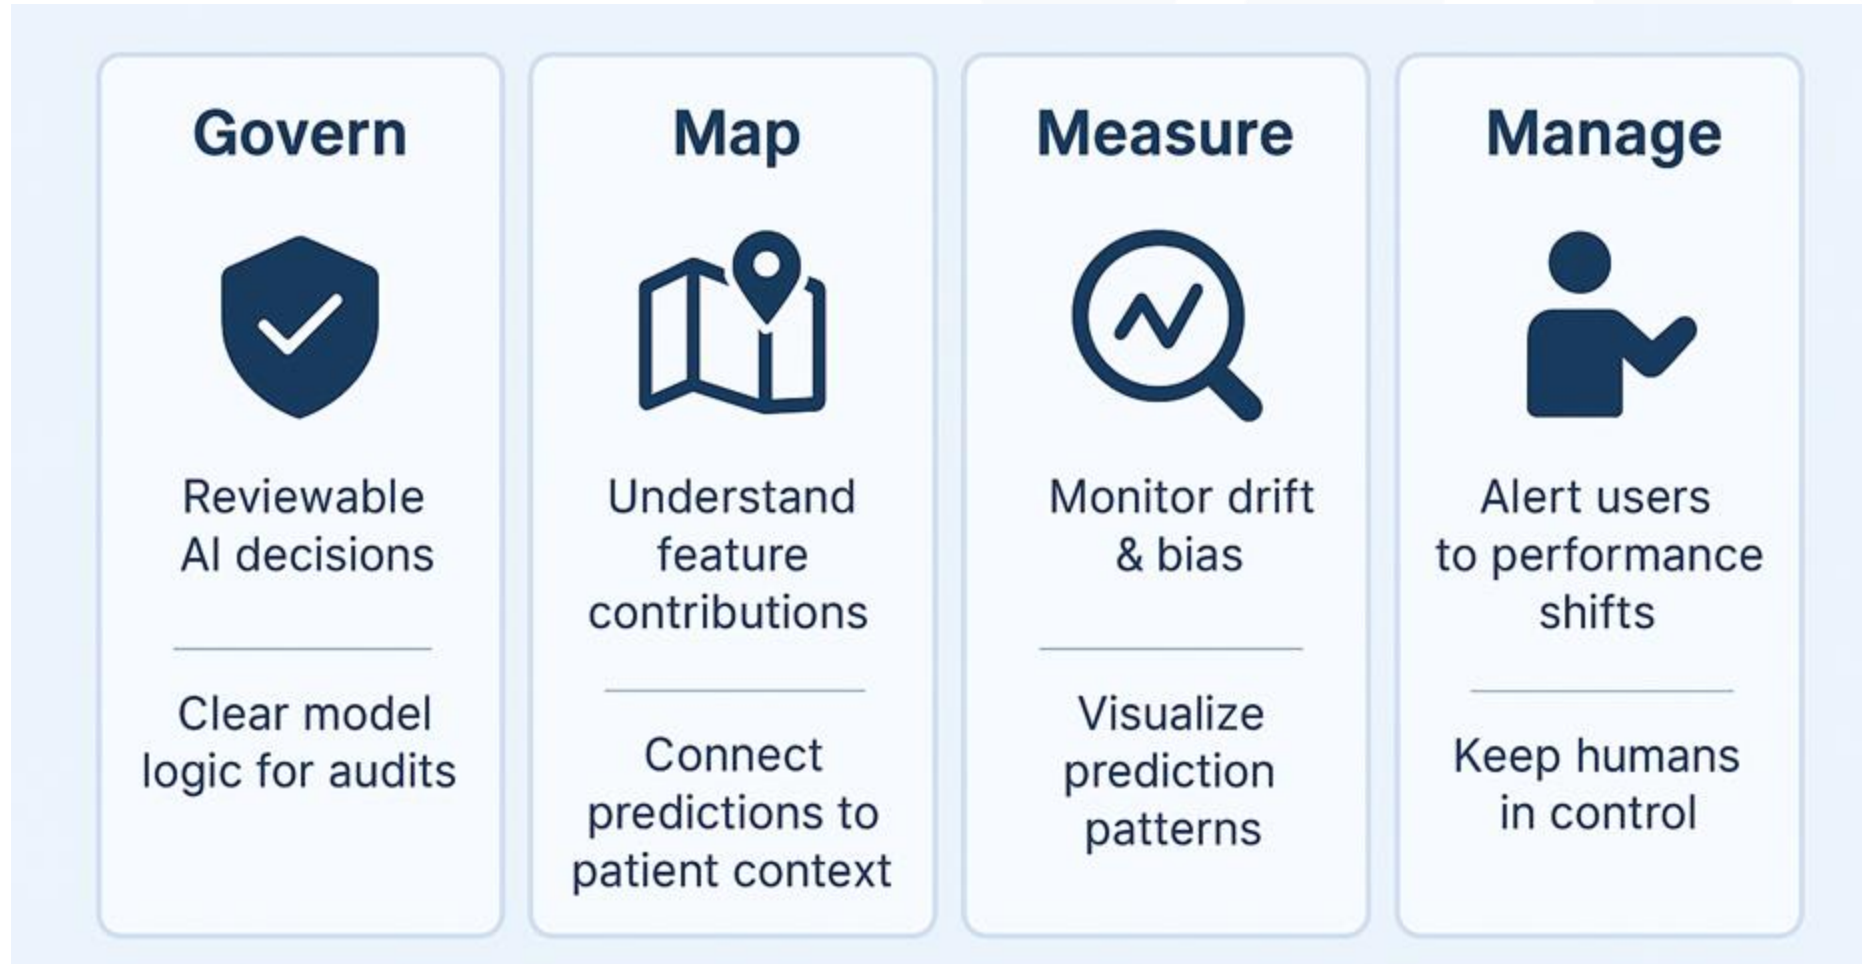 Govern
Reviewable
AI decisions
Clear model
logic for audits
Map
Understand
feature
contributions
Connect
predictions to
patient context
Measure
Monitor drift
& bias
Visualize
prediction
patterns
Manage
Alert users
to performance
shifts
Keep humans
in control